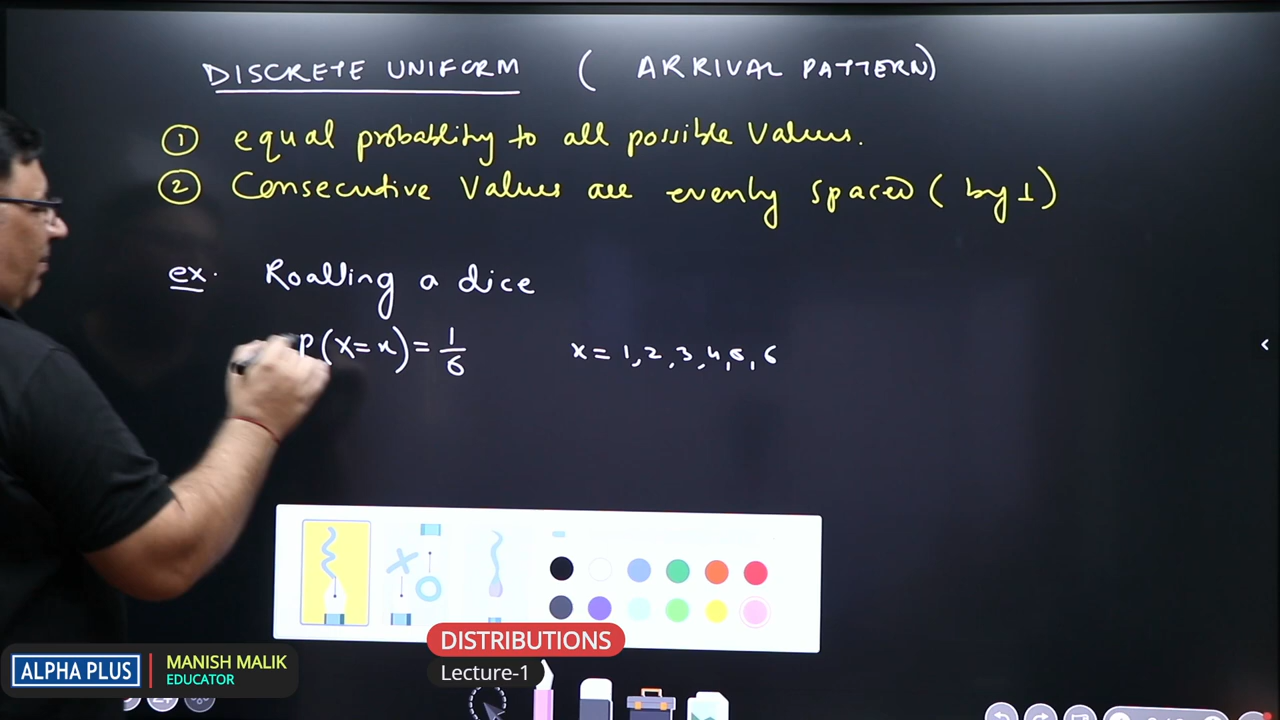 DISCRETE UNIFORM ( ARRIVAL PATTERN)
① equal probablity to all possible Values.
② Consecutive Values are evenly spaced ( by 1 )
ex. Roalling a dice
P(X=x) = 1/6 x = 1, 2, 3, 4, 5, 6
DISTRIBUTIONS
Lecture-1
ALPHA PLUS
MANISH MALIK
EDUCATOR